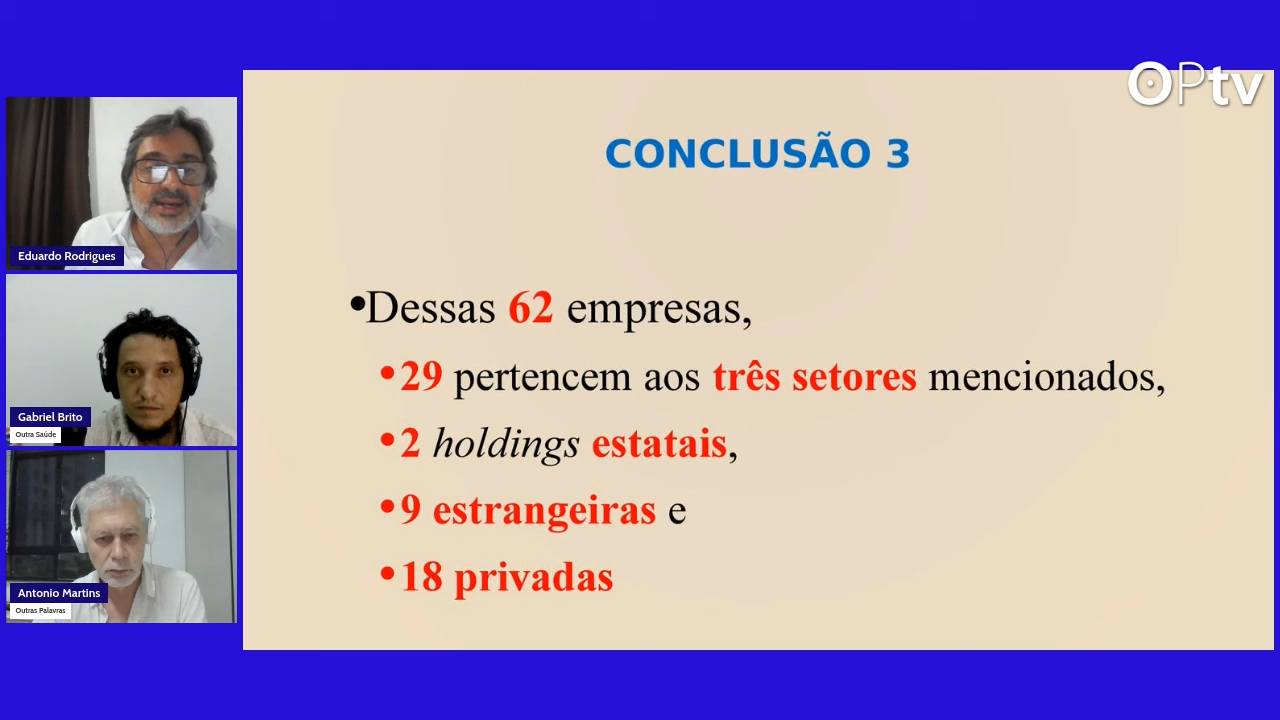 OPtv
CONCLUSÃO 3
•Dessas 62 empresas,
•29 pertencem aos três setores mencionados,
•2 holdings estatais,
•9 estrangeiras e
•18 privadas
Eduardo Rodrigues
Gabriel Brito
Outra Saúde
Antonio Martins
Outras Palavras